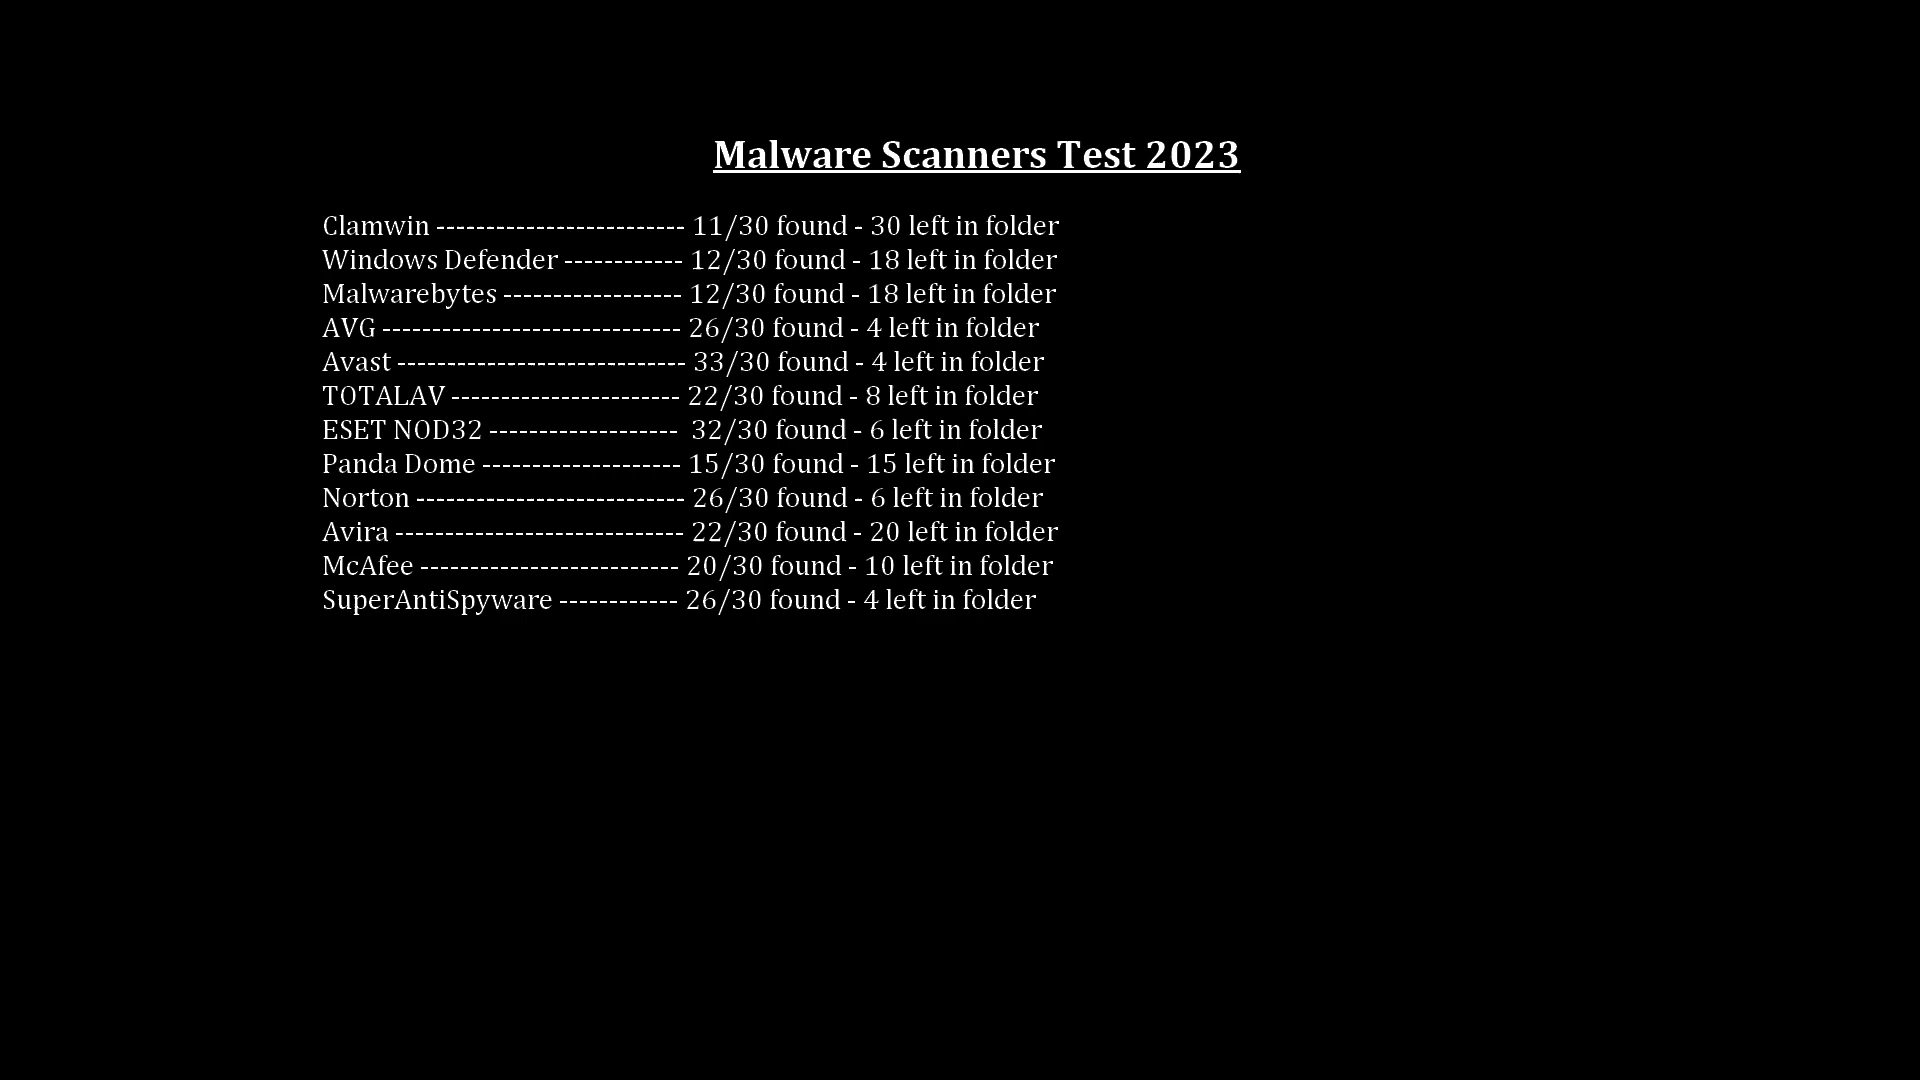 Malware Scanners Test 2023
Clamwin ------------------------- 11/30 found - 30 left in folder
Windows Defender ------------ 12/30 found - 18 left in folder
Malwarebytes ------------------ 12/30 found - 18 left in folder
AVG ------------------------------ 26/30 found - 4 left in folder
Avast ----------------------------- 33/30 found - 4 left in folder
TOTALAV ----------------------- 22/30 found - 8 left in folder
ESET NOD32 -------------------  32/30 found - 6 left in folder
Panda Dome -------------------- 15/30 found - 15 left in folder
Norton --------------------------- 26/30 found - 6 left in folder
Avira ----------------------------- 22/30 found - 20 left in folder
McAfee -------------------------- 20/30 found - 10 left in folder
SuperAntiSpyware ------------ 26/30 found - 4 left in folder